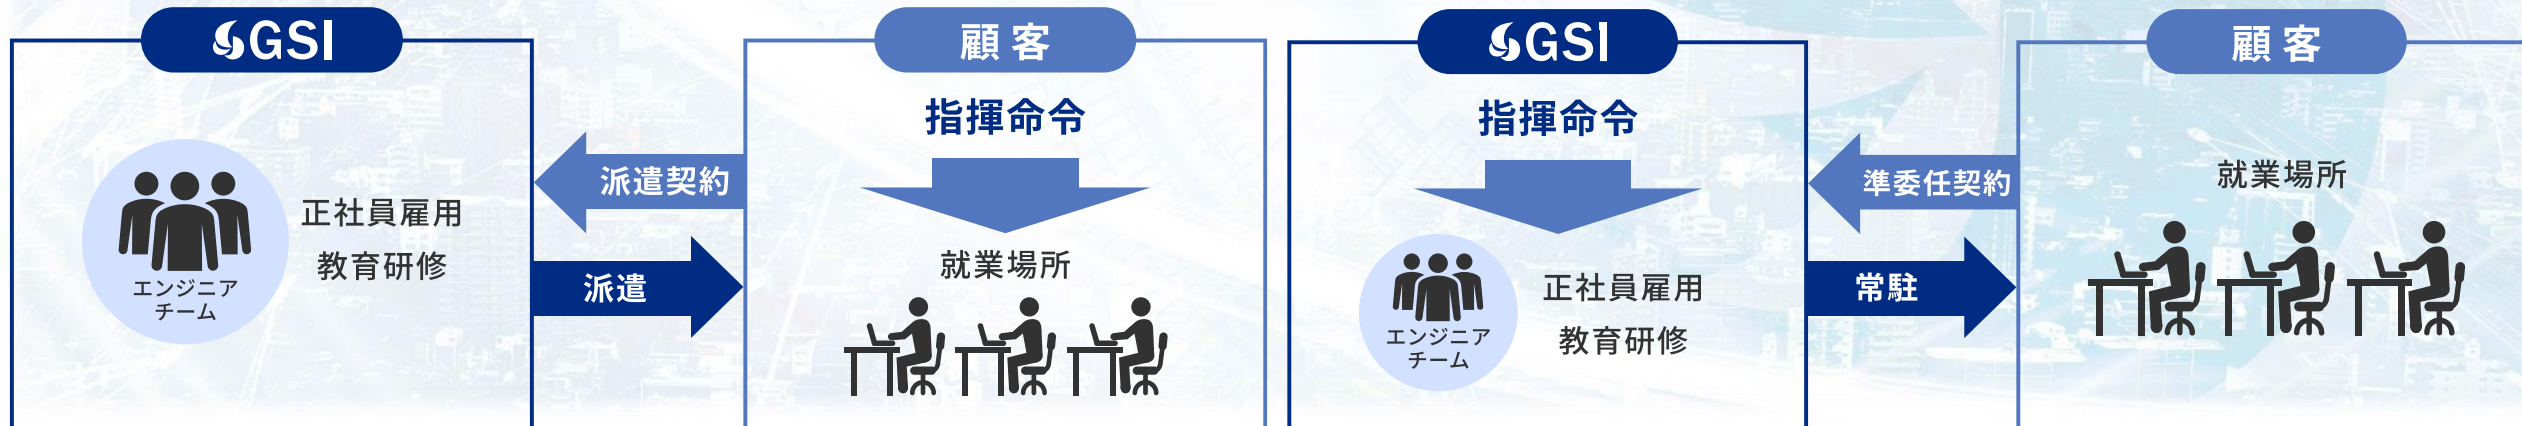 GSI
エンジニア
チーム
正社員雇用
教育研修
派遣契約
派遣
顧客
指揮命令
就業場所
GSI
指揮命令
エンジニア
チーム
正社員雇用
教育研修
準委任契約
常駐
顧客
就業場所